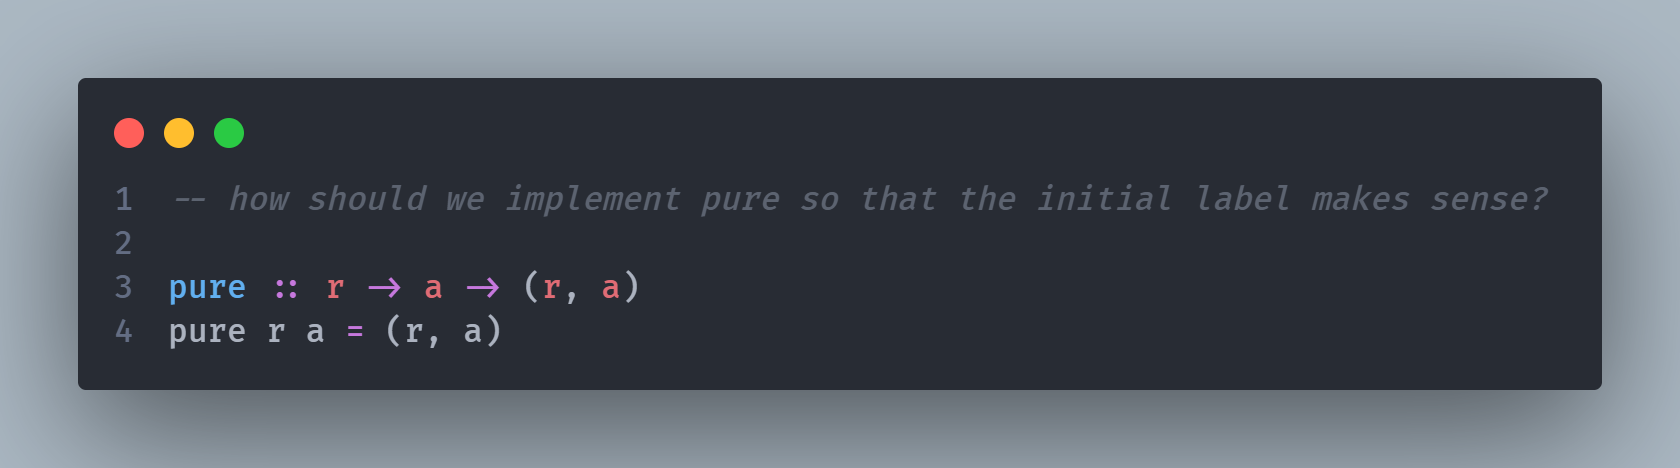 1 -- how should we implement pure so that the initial label makes sense?
2
3 pure :: r -> a -> (r, a)
4 pure r a = (r, a)